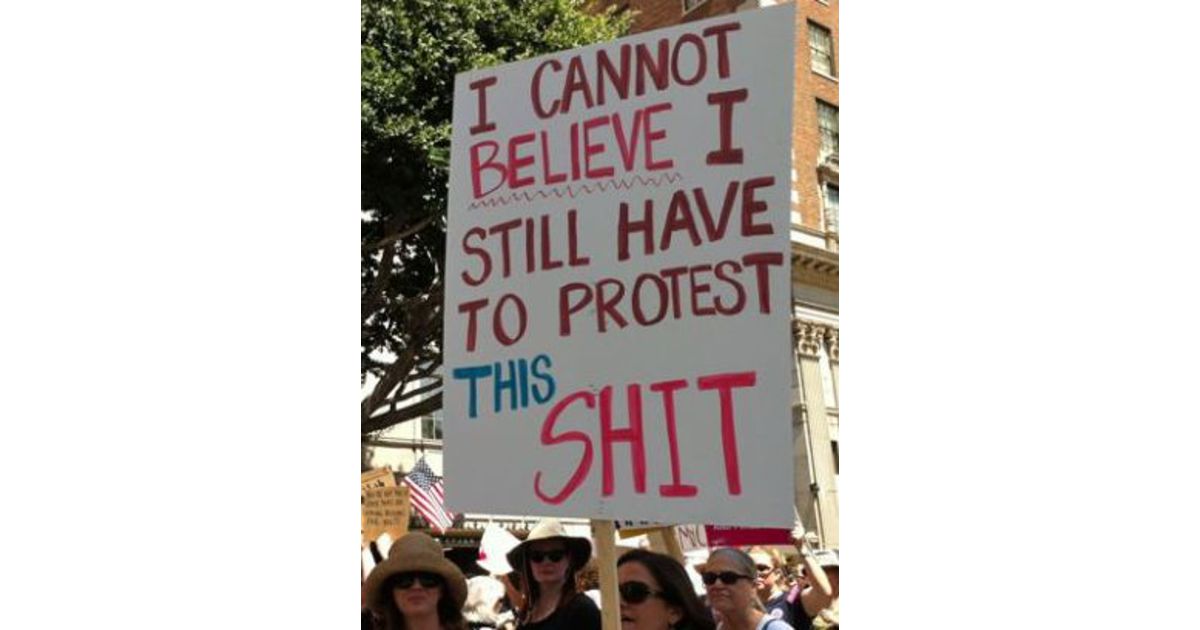 I CANNOT
BELIEVE I
STILL HAVE
TO PROTEST
THIS
SHIT